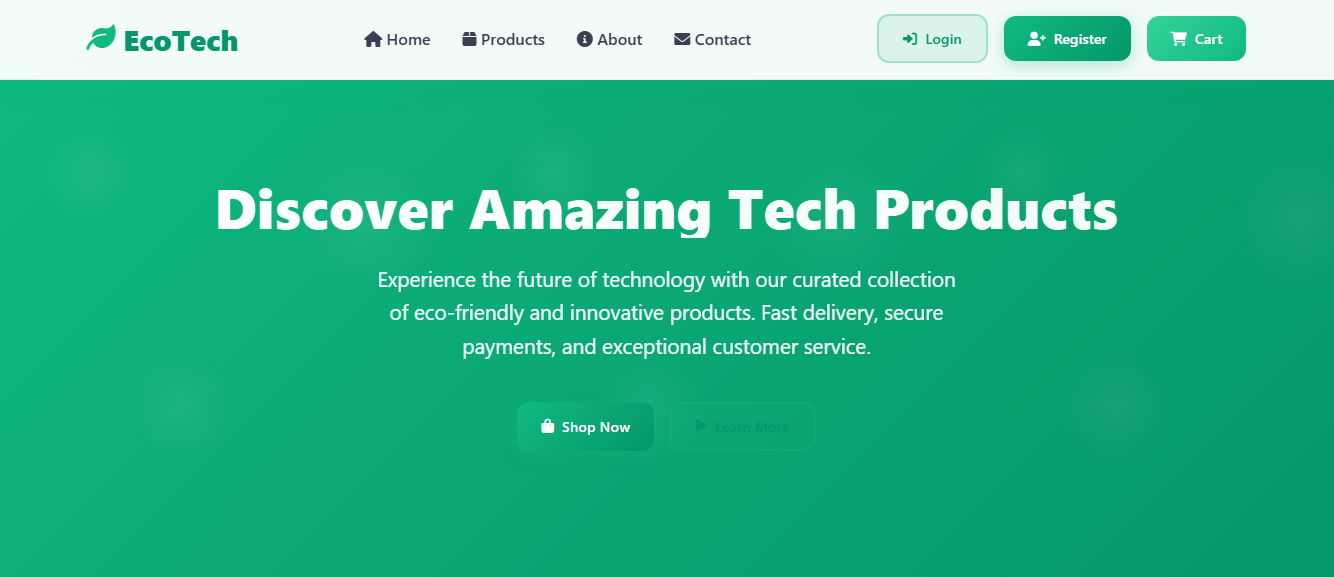 EcoTech
Home
Products
About
Contact
Login
Register
Cart
Discover Amazing Tech Products
Experience the future of technology with our curated collection
of eco-friendly and innovative products. Fast delivery, secure
payments, and exceptional customer service.
Shop Now
Learn More